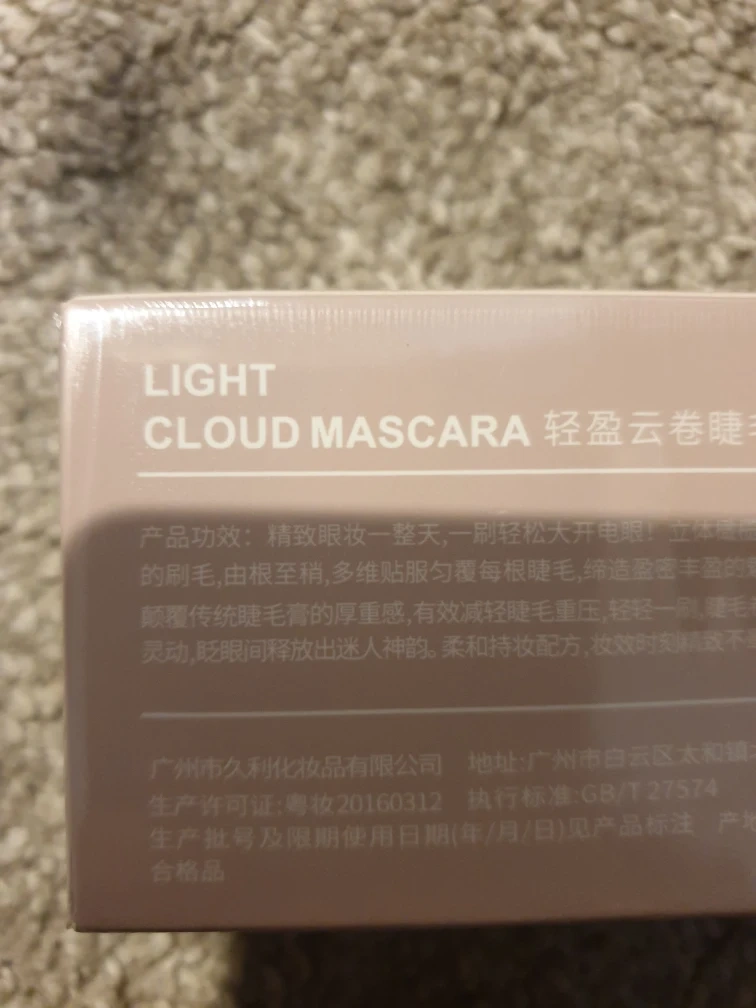 LIGHT
CLOUD MASCARA 轻盈云卷睫
产品功效：精致眼妆一整天,一刷轻松大开电眼！立体睫
的刷毛,由根至稍,多维贴服匀覆每根睫毛,缔造盈密丰盈的
颠覆传统睫毛膏的厚重感,有效减轻睫毛重压,轻轻一刷,睫毛
灵动,眨眼间释放出迷人神韵。柔和持妆配方,妆效时刻精致不
广州市久利化妆品有限公司 地址:广州市白云区太和镇
生产许可证:粤妆20160312 执行标准:GB/T 27574
生产批号及限期使用日期(年/月/日)见产品标注 产地
合格品